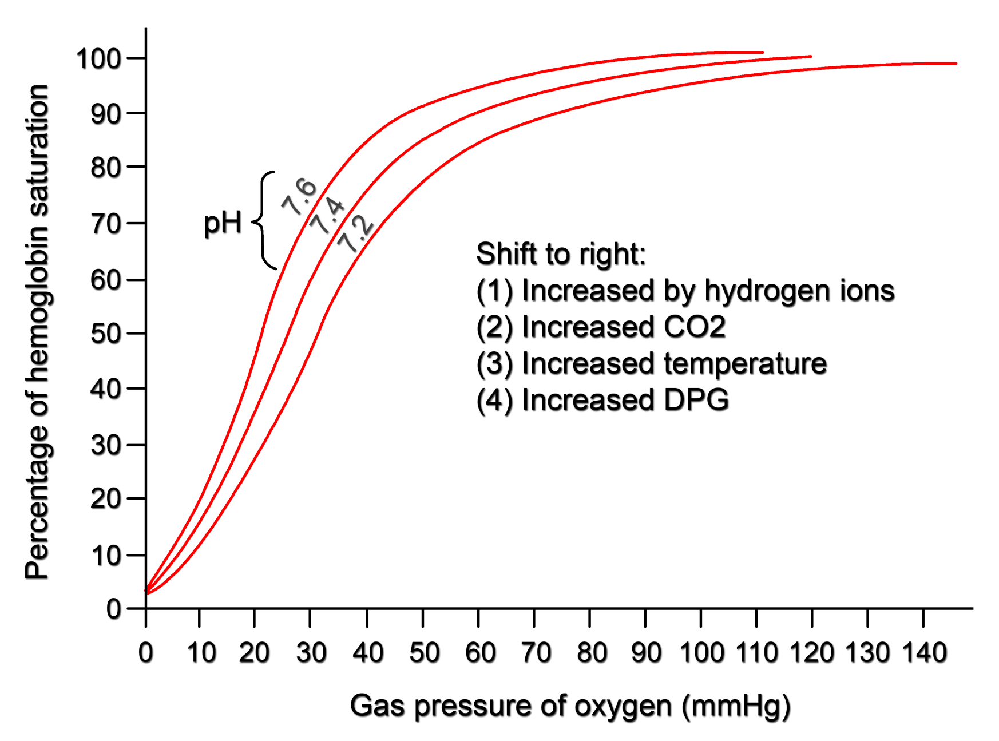 100
90
80
70
60
50
40
30
20
10
0
Percentage of hemoglobin saturation
pH
7.6
7.4
7.2
Shift to right:
(1) Increased by hydrogen ions
(2) Increased CO2
(3) Increased temperature
(4) Increased DPG
0 10 20 30 40 50 60 70 80 90 100 110 120 130 140
Gas pressure of oxygen (mmHg)